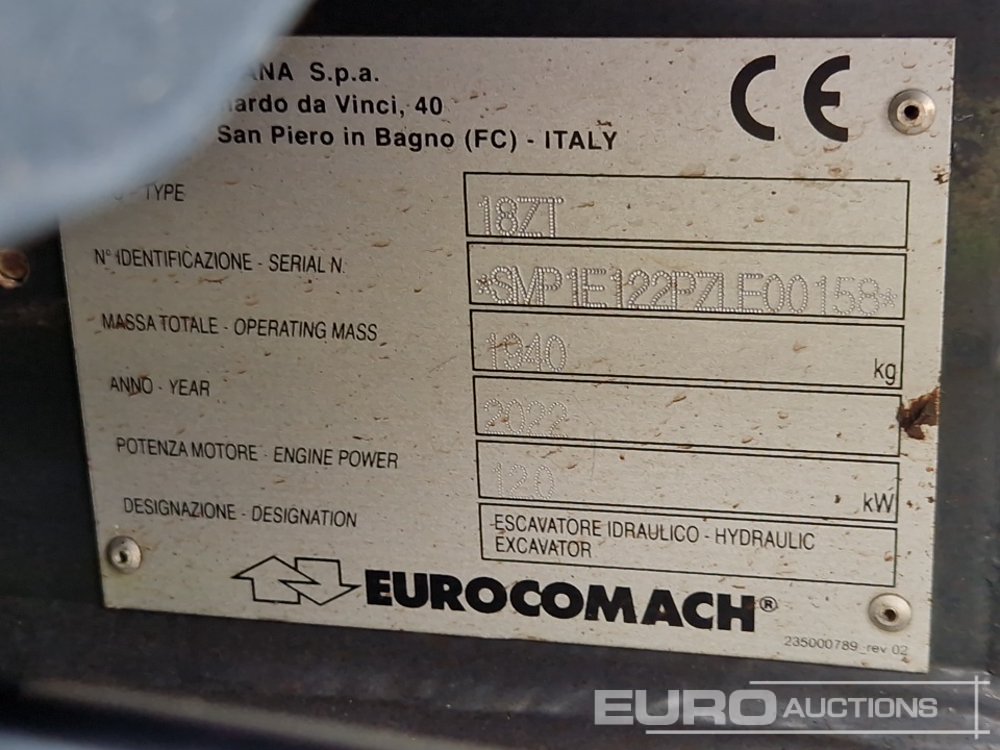 ANA S.p.a.
nardo da Vinci, 40
San Piero in Bagno (FC) - ITALY
CE
- TYPE
18ZT
N° IDENTIFICAZIONE - SERIAL N.
*SMP1E122PZLE00158*
MASSA TOTALE - OPERATING MASS
1940 kg
ANNO - YEAR
2022
POTENZA MOTORE - ENGINE POWER
12.0 kW
DESIGNAZIONE - DESIGNATION
ESCAVATORE IDRAULICO - HYDRAULIC
EXCAVATOR
EUROCOMACH®
235000789_rev 02
EURO AUCTIONS